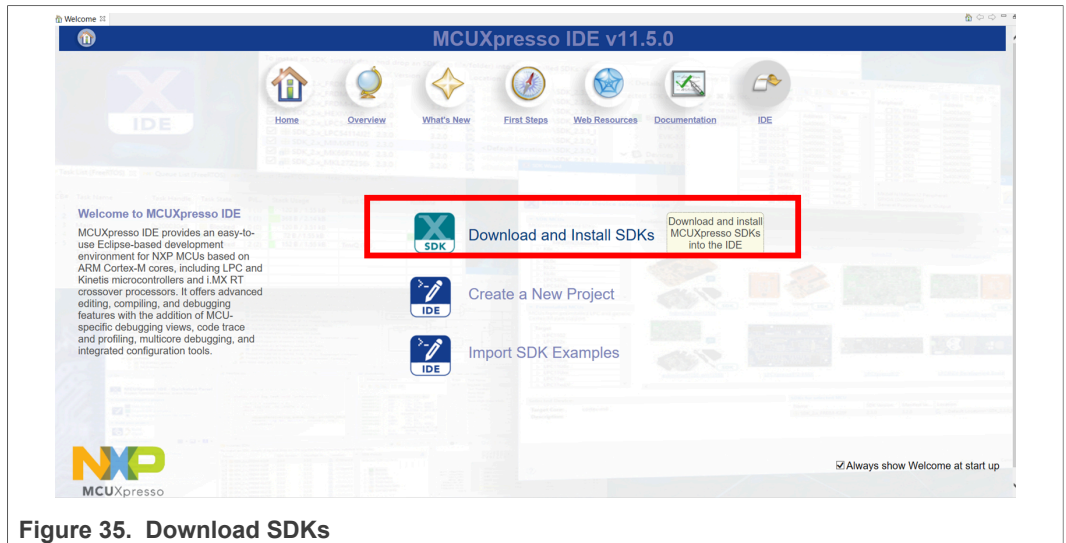 Welcome
MCUXpresso IDE v11.5.0
IDE
Home
Overview
What's New
First Steps
Web Resources
Documentation
IDE
Welcome to MCUXpresso IDE
MCUXpresso IDE provides an easy-to-
use Eclipse-based development
environment for NXP MCUs based on
ARM Cortex-M cores, including LPC and
Kinetis microcontrollers and i.MX RT
crossover processors. It offers advanced
editing, compiling, and debugging
features with the addition of MCU-
specific debugging views, code trace
and profiling, multicore debugging, and
integrated configuration tools.
SDK
Download and Install SDKs
Download and install
MCUXpresso SDKs
into the IDE
IDE
Create a New Project
IDE
Import SDK Examples
NXP
MCUXpresso
Always show Welcome at start up
Figure 35. Download SDKs